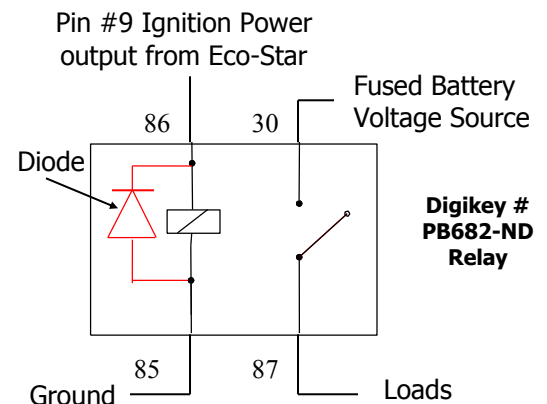 Pin #9 Ignition Power
output from Eco-Star
Fused Battery
Voltage Source
86
30
Diode
Digikey #
PB682-ND
Relay
85
87
Ground
Loads